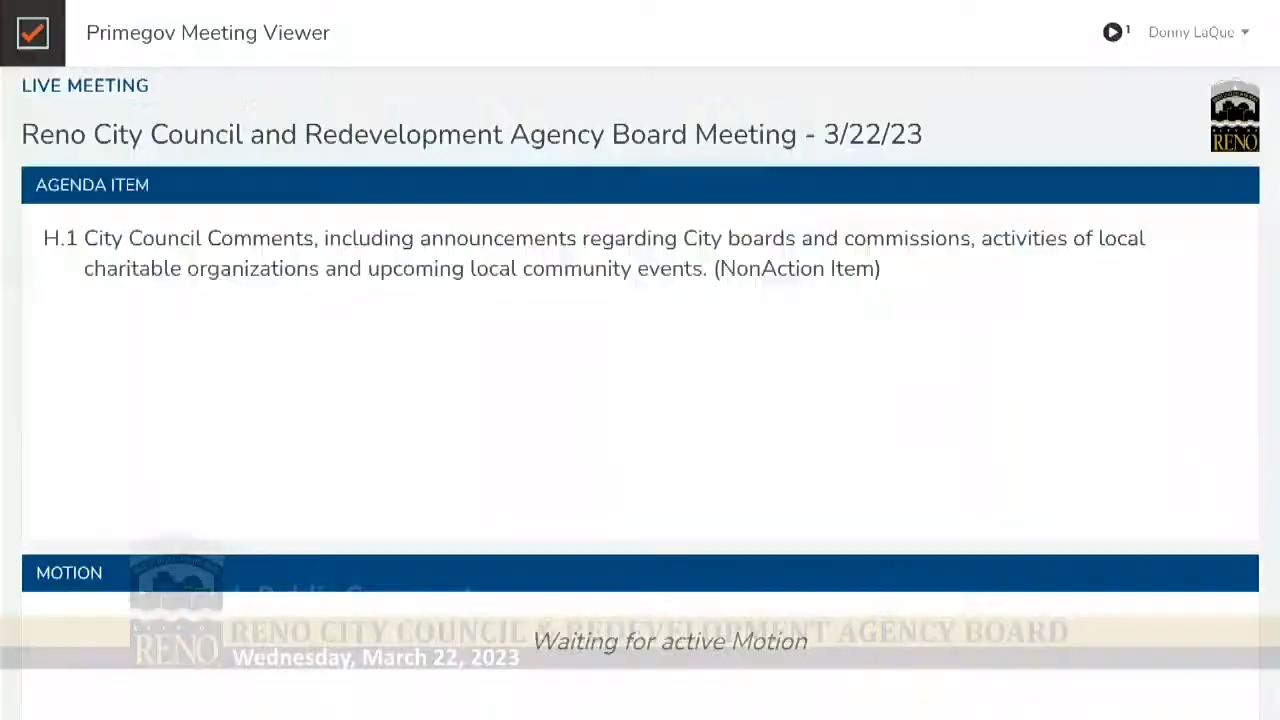 Primegov Meeting Viewer
1
Donny LaQue
LIVE MEETING
Reno City Council and Redevelopment Agency Board Meeting - 3/22/23
RENO
AGENDA ITEM
H.1 City Council Comments, including announcements regarding City boards and commissions, activities of local
charitable organizations and upcoming local community events. (NonAction Item)
MOTION
Public Comment
RENO CITY COUNCIL & REDEVELOPMENT AGENCY BOARD
RENO
Waiting for active Motion
Wednesday, March 22, 2023